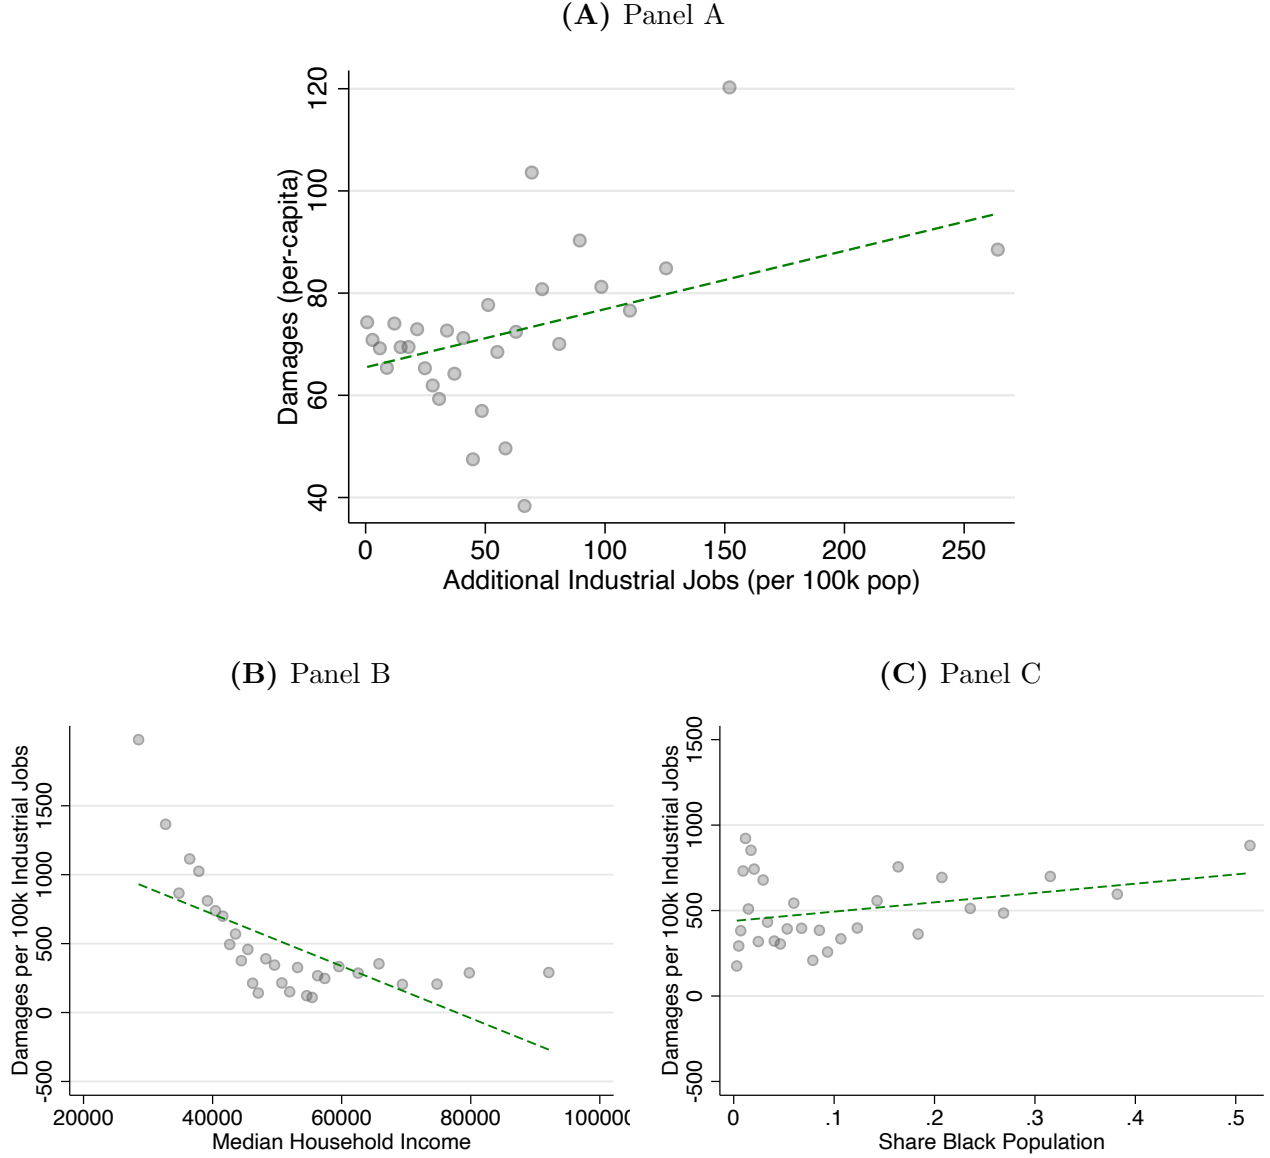 (A) Panel A
Damages (per-capita)
120
100
80
60
40
0 50 100 150 200 250
Additional Industrial Jobs (per 100k pop)
(B) Panel B
Damages per 100k Industrial Jobs
1500
1000
500
0
-500
20000 40000 60000 80000 100000
Median Household Income
(C) Panel C
Damages per 100k Industrial Jobs
1500
1000
500
0
-500
0 .1 .2 .3 .4 .5
Share Black Population